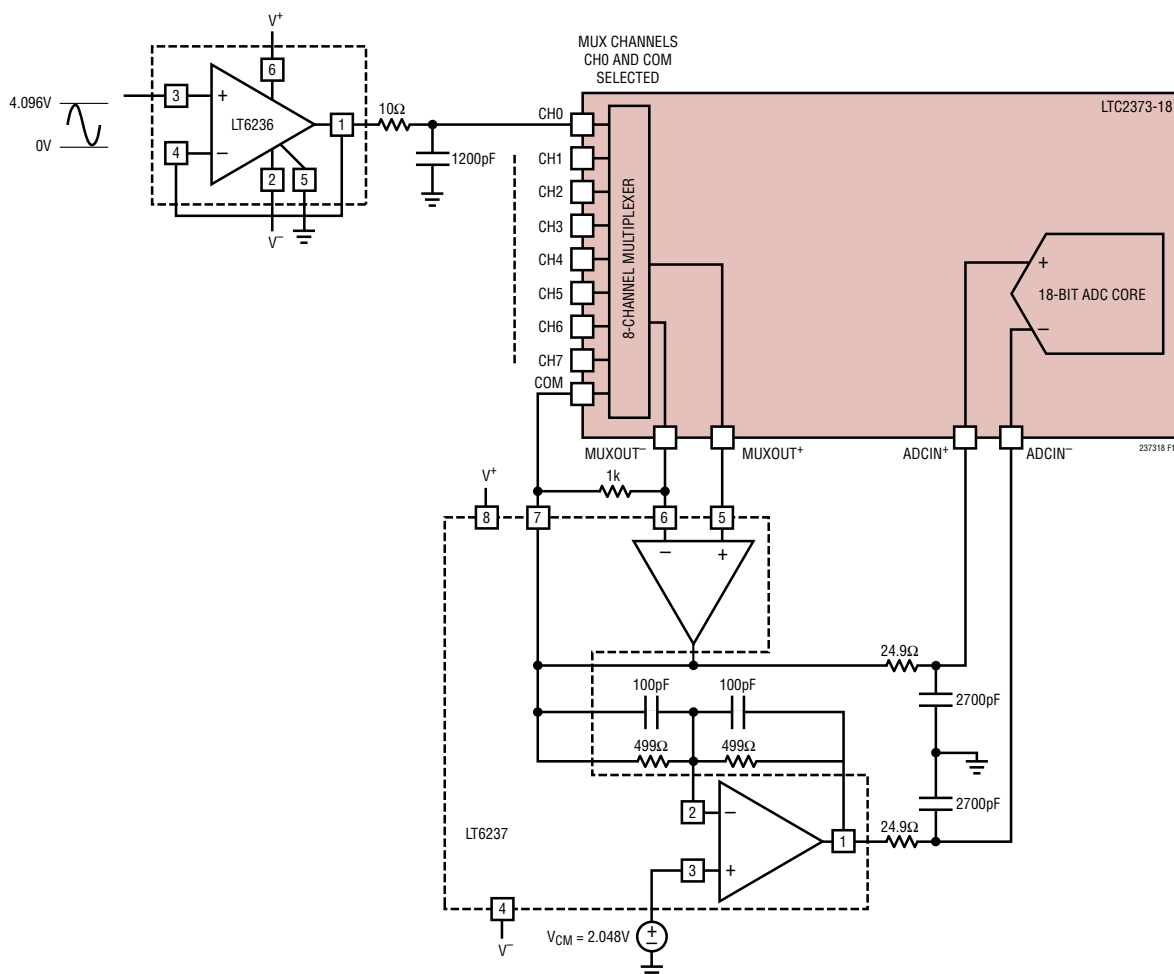 V+
MUX CHANNELS
CH0 AND COM
SELECTED
6
LTC2373-18
4.096V
0V
3
+
LT6236
1
10Ω
CH0
4
–
2
5
1200pF
V–
CH1
CH2
CH3
CH4
CH5
CH6
CH7
COM
8-CHANNEL MULTIPLEXER
+
18-BIT ADC CORE
–
MUXOUT–
MUXOUT+
ADCIN+
ADCIN–
237318 F1
V+
1k
8
7
6
5
–
+
24.9Ω
100pF
100pF
2700pF
499Ω
499Ω
2
–
2700pF
LT6237
1
24.9Ω
3
+
4
V–
VCM = 2.048V
+
–